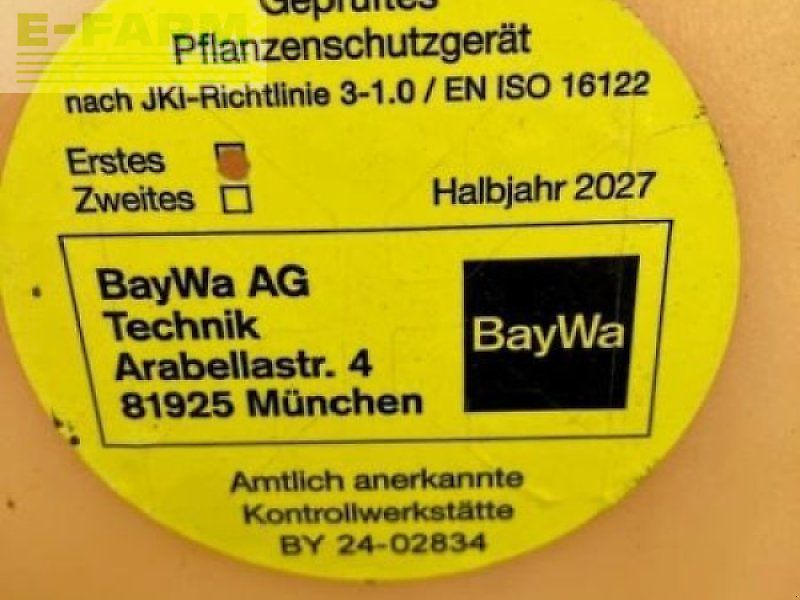 E-FARM
Geprüftes
Pflanzenschutzgerät
nach JKI-Richtlinie 3-1.0 / EN ISO 16122
Erstes
Zweites
Halbjahr 2027
BayWa AG
Technik
Arabellastr. 4
81925 München
BayWa
Amtlich anerkannte
Kontrollwerkstätte
BY 24-02834